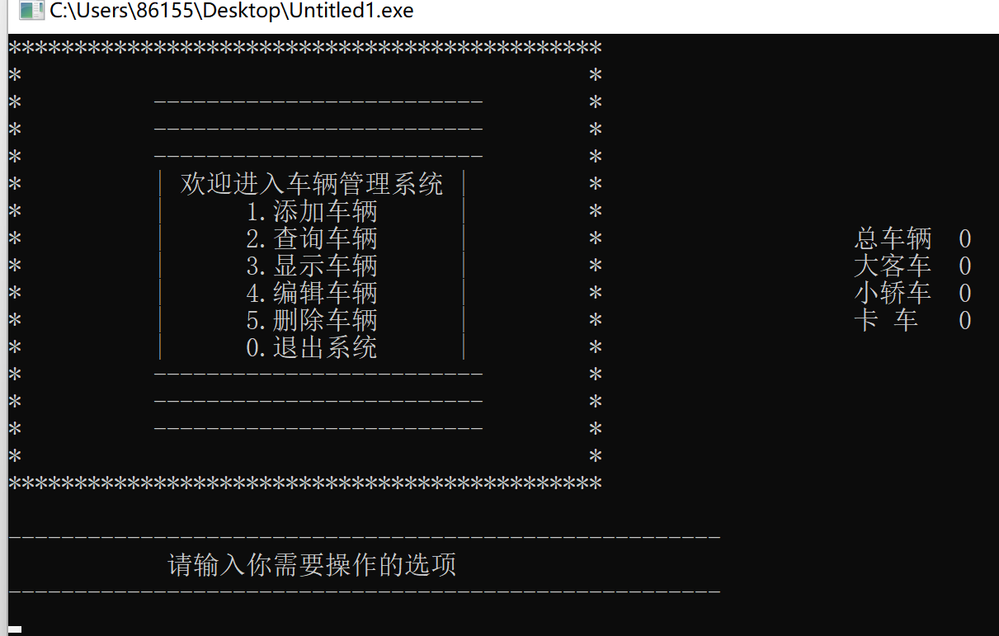 C:\Users\86155\Desktop\Untitled1.exe
*********************************************
* *
* ------------------------- *
* ------------------------- *
* ------------------------- *
* | 欢迎进入车辆管理系统 | *
* | 1.添加车辆 | *
* | 2.查询车辆 | * 总车辆 0
* | 3.显示车辆 | * 大客车 0
* | 4.编辑车辆 | * 小轿车 0
* | 5.删除车辆 | * 卡 车 0
* | 0.退出系统 | *
* ------------------------- *
* ------------------------- *
* ------------------------- *
* *
*********************************************
------------------------------------------------------
请输入你需要操作的选项
------------------------------------------------------